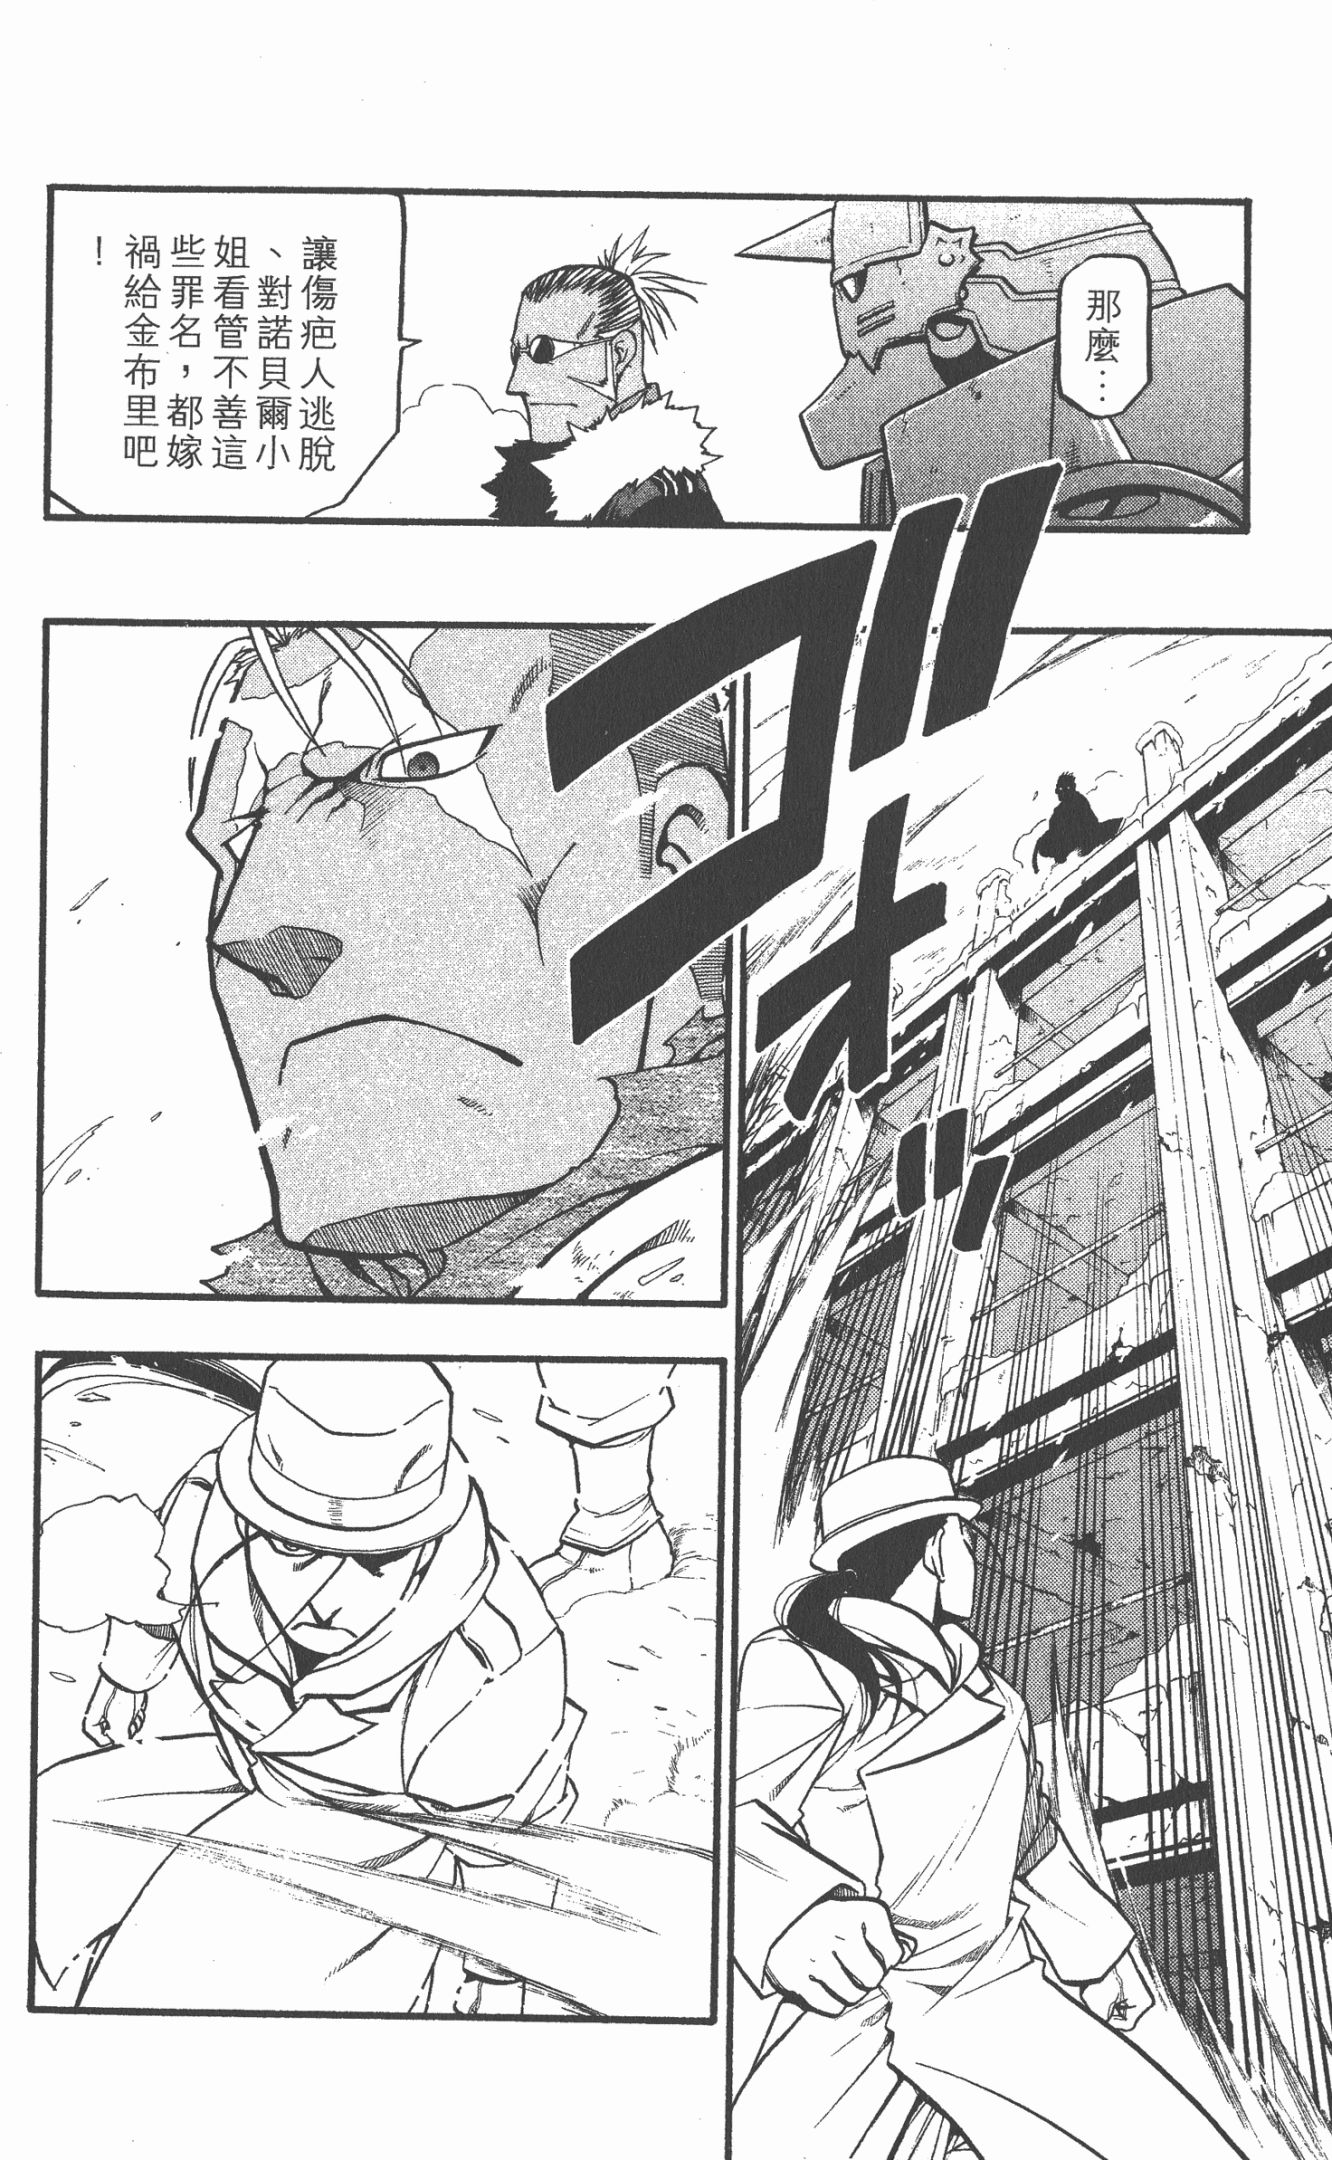 那麼…
讓傷疤人逃脫
、對諾貝爾小
姐看管不善這
些罪名，都嫁
禍給金布里吧
！
ゴオッ